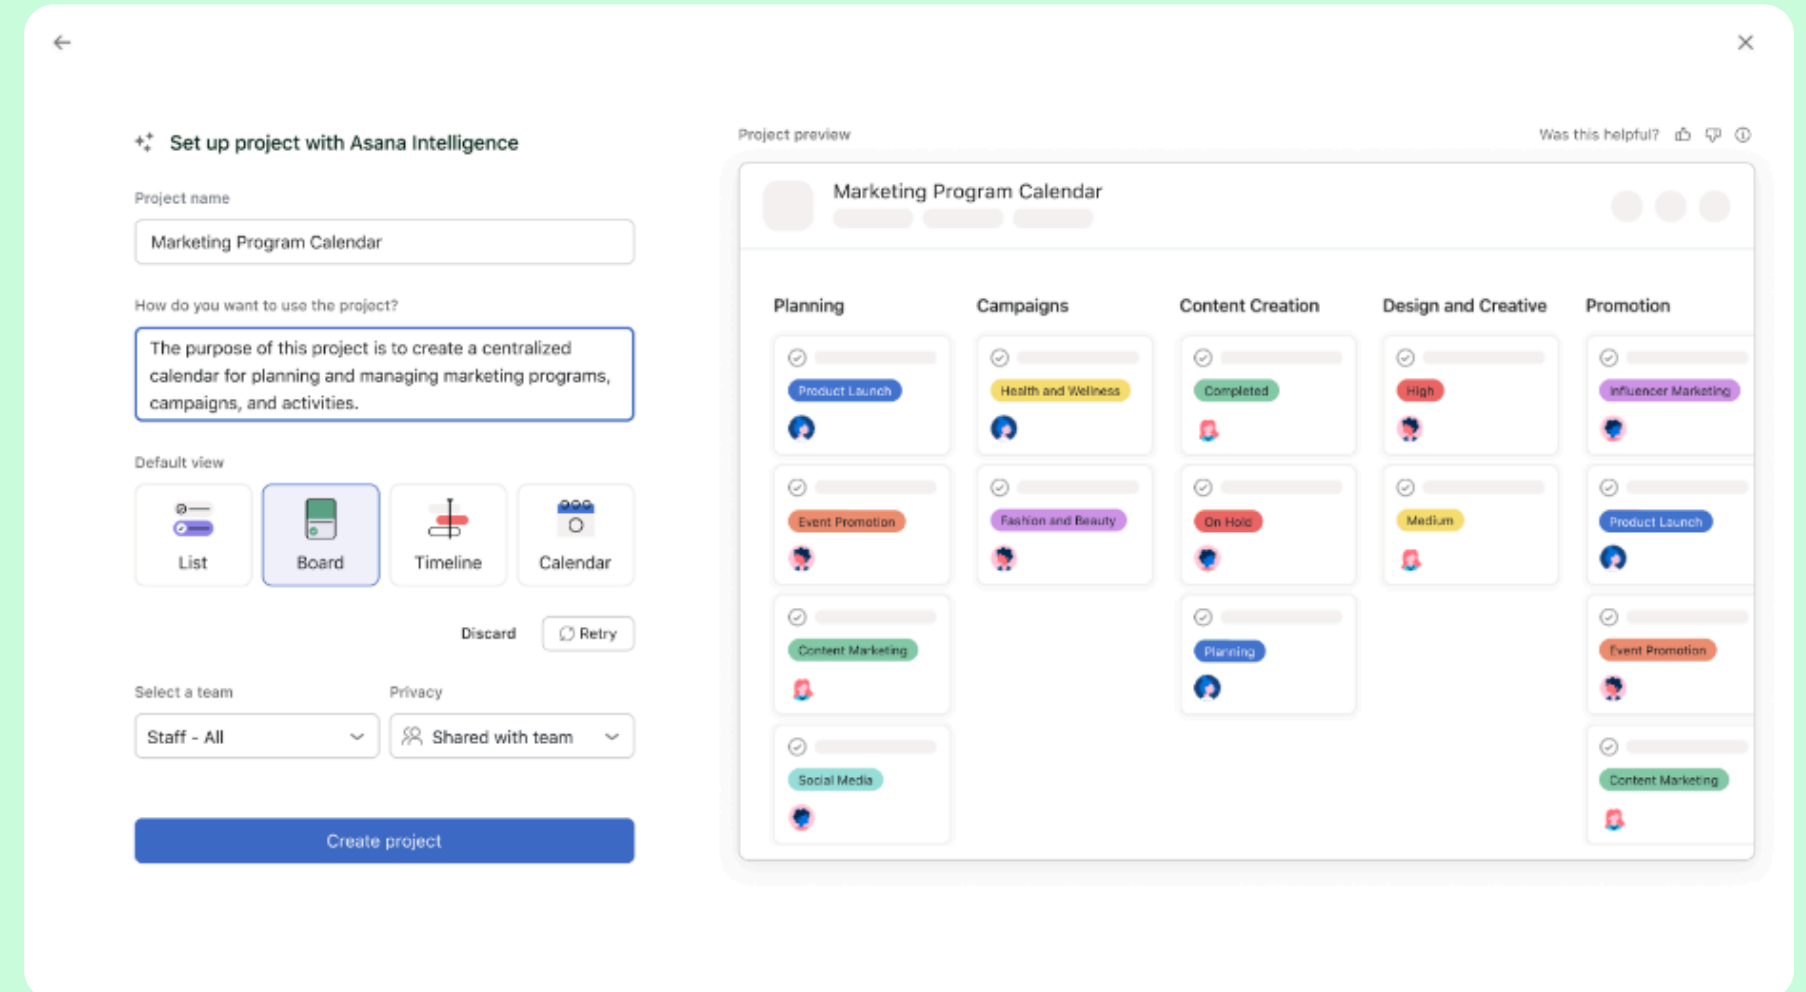 Set up project with Asana Intelligence
Project name
Marketing Program Calendar
How do you want to use the project?
The purpose of this project is to create a centralized
calendar for planning and managing marketing programs,
campaigns, and activities.
Default view
List
Board
Timeline
Calendar
Discard
Retry
Select a team
Privacy
Staff - All
Shared with team
Create project
Project preview
Was this helpful?
Marketing Program Calendar
Planning
Product Launch
Event Promotion
Content Marketing
Social Media
Campaigns
Health and Wellness
Fashion and Beauty
Content Creation
Completed
On Hold
Planning
Design and Creative
High
Medium
Promotion
Influencer Marketing
Product Launch
Event Promotion
Content Marketing